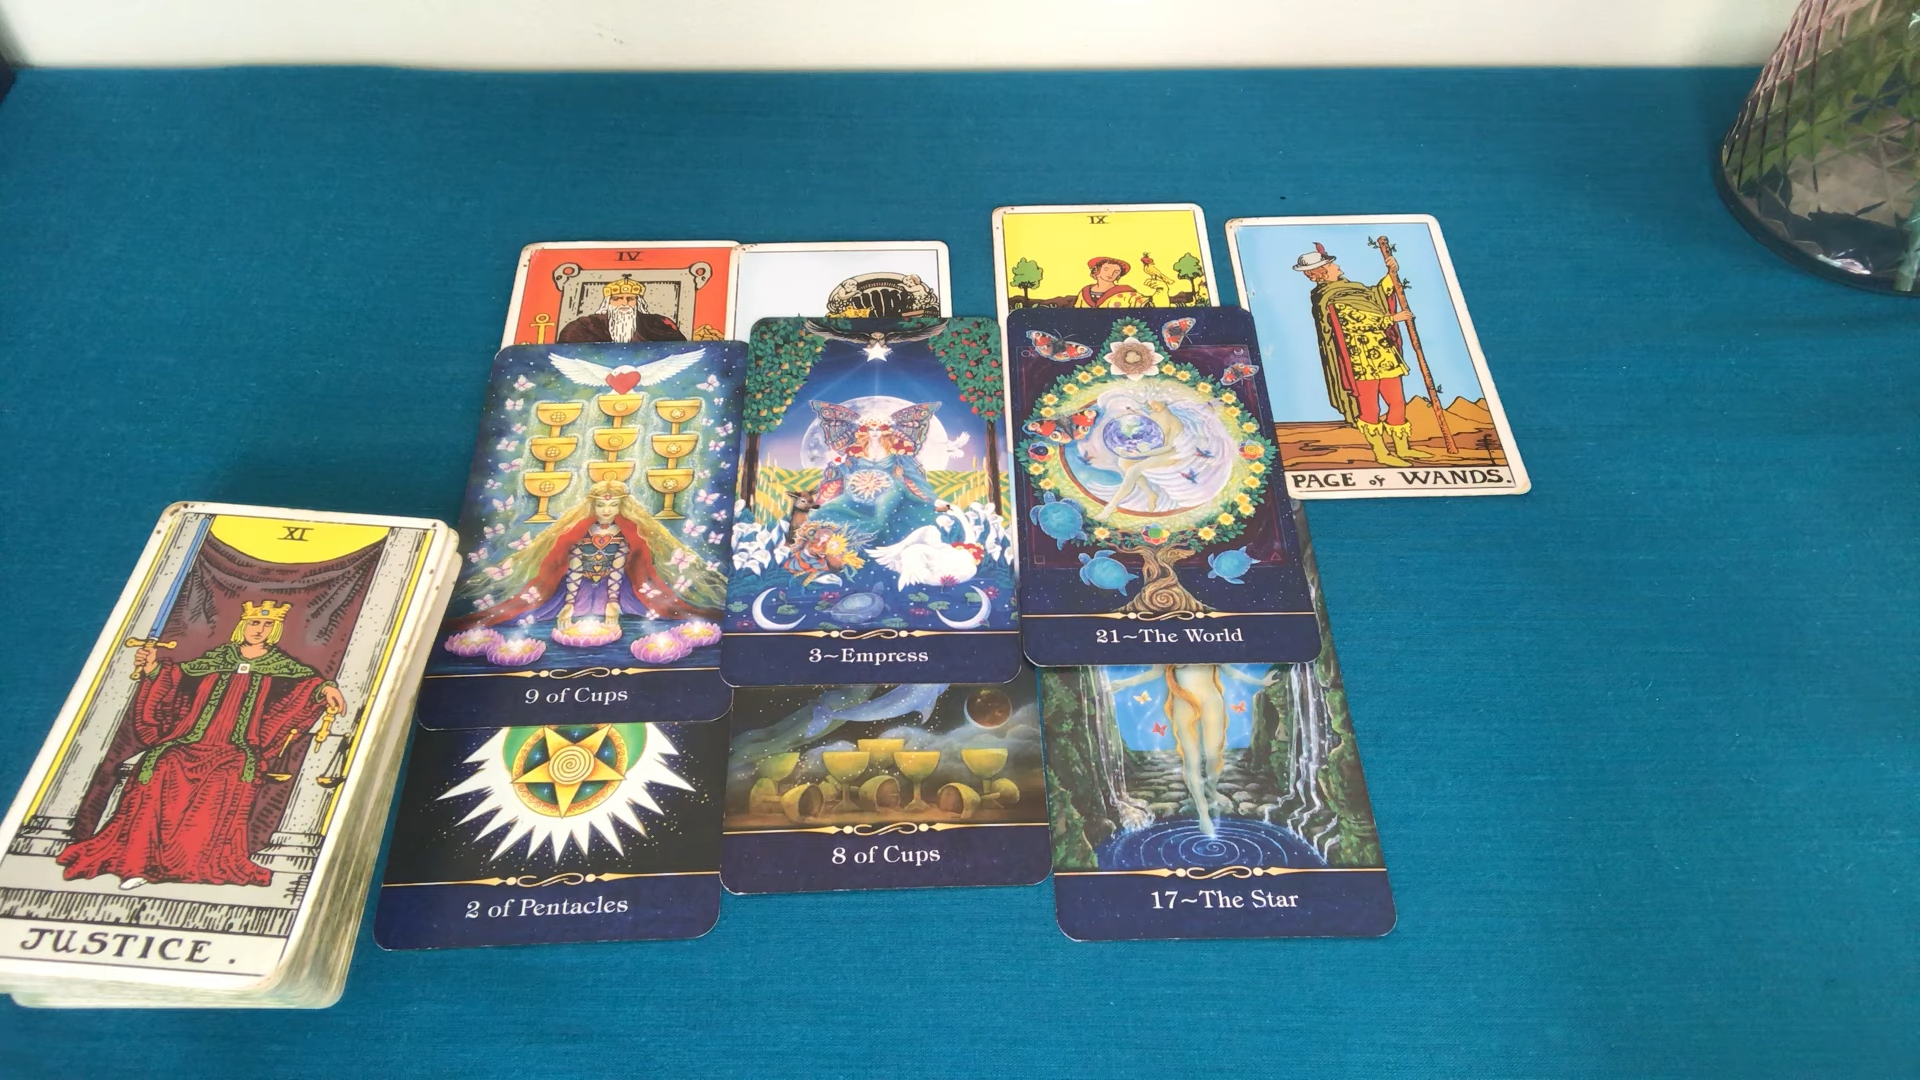 IV
IX
PAGE of WANDS.
21~The World
3~Empress
9 of Cups
XI
JUSTICE.
8 of Cups
17~The Star
2 of Pentacles